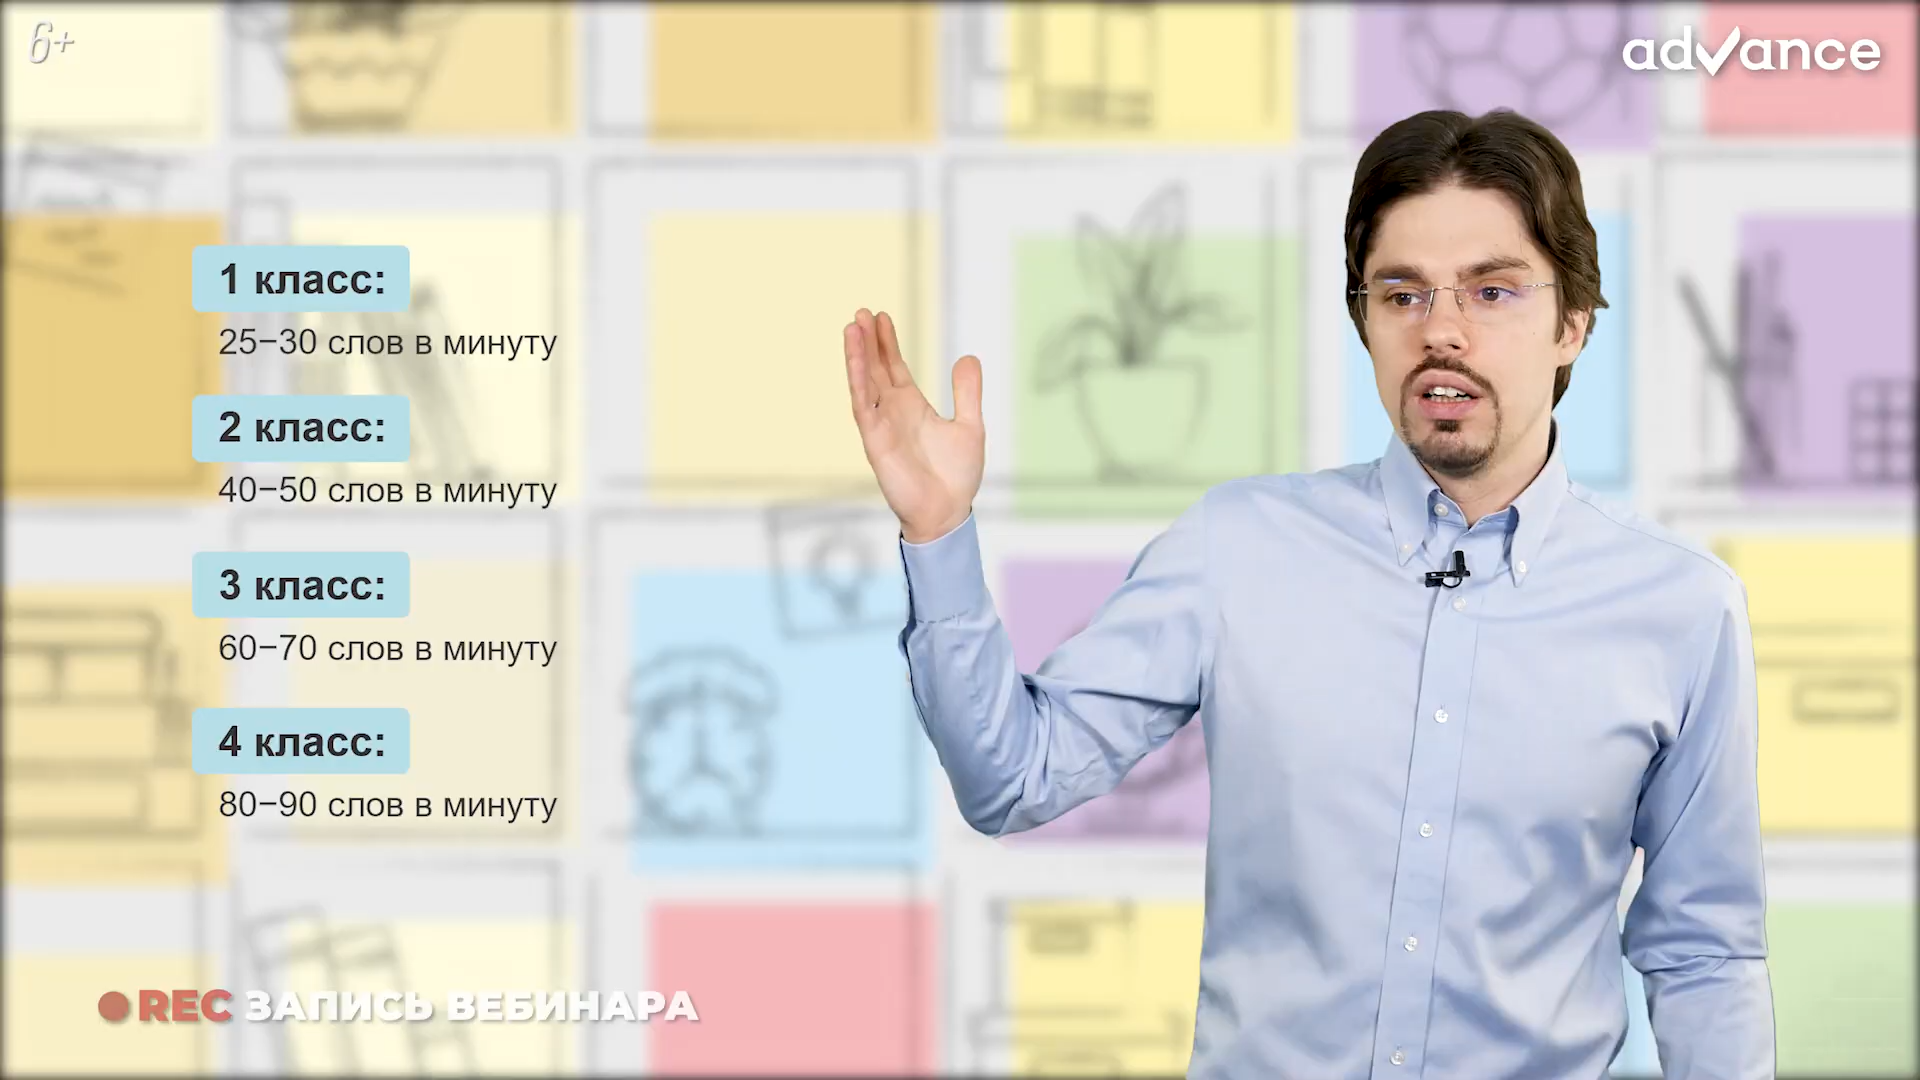 6+
advance
1 класс:
25–30 слов в минуту
2 класс:
40–50 слов в минуту
3 класс:
60–70 слов в минуту
4 класс:
80–90 слов в минуту
REC ЗАПИСЬ ВЕБИНАРА